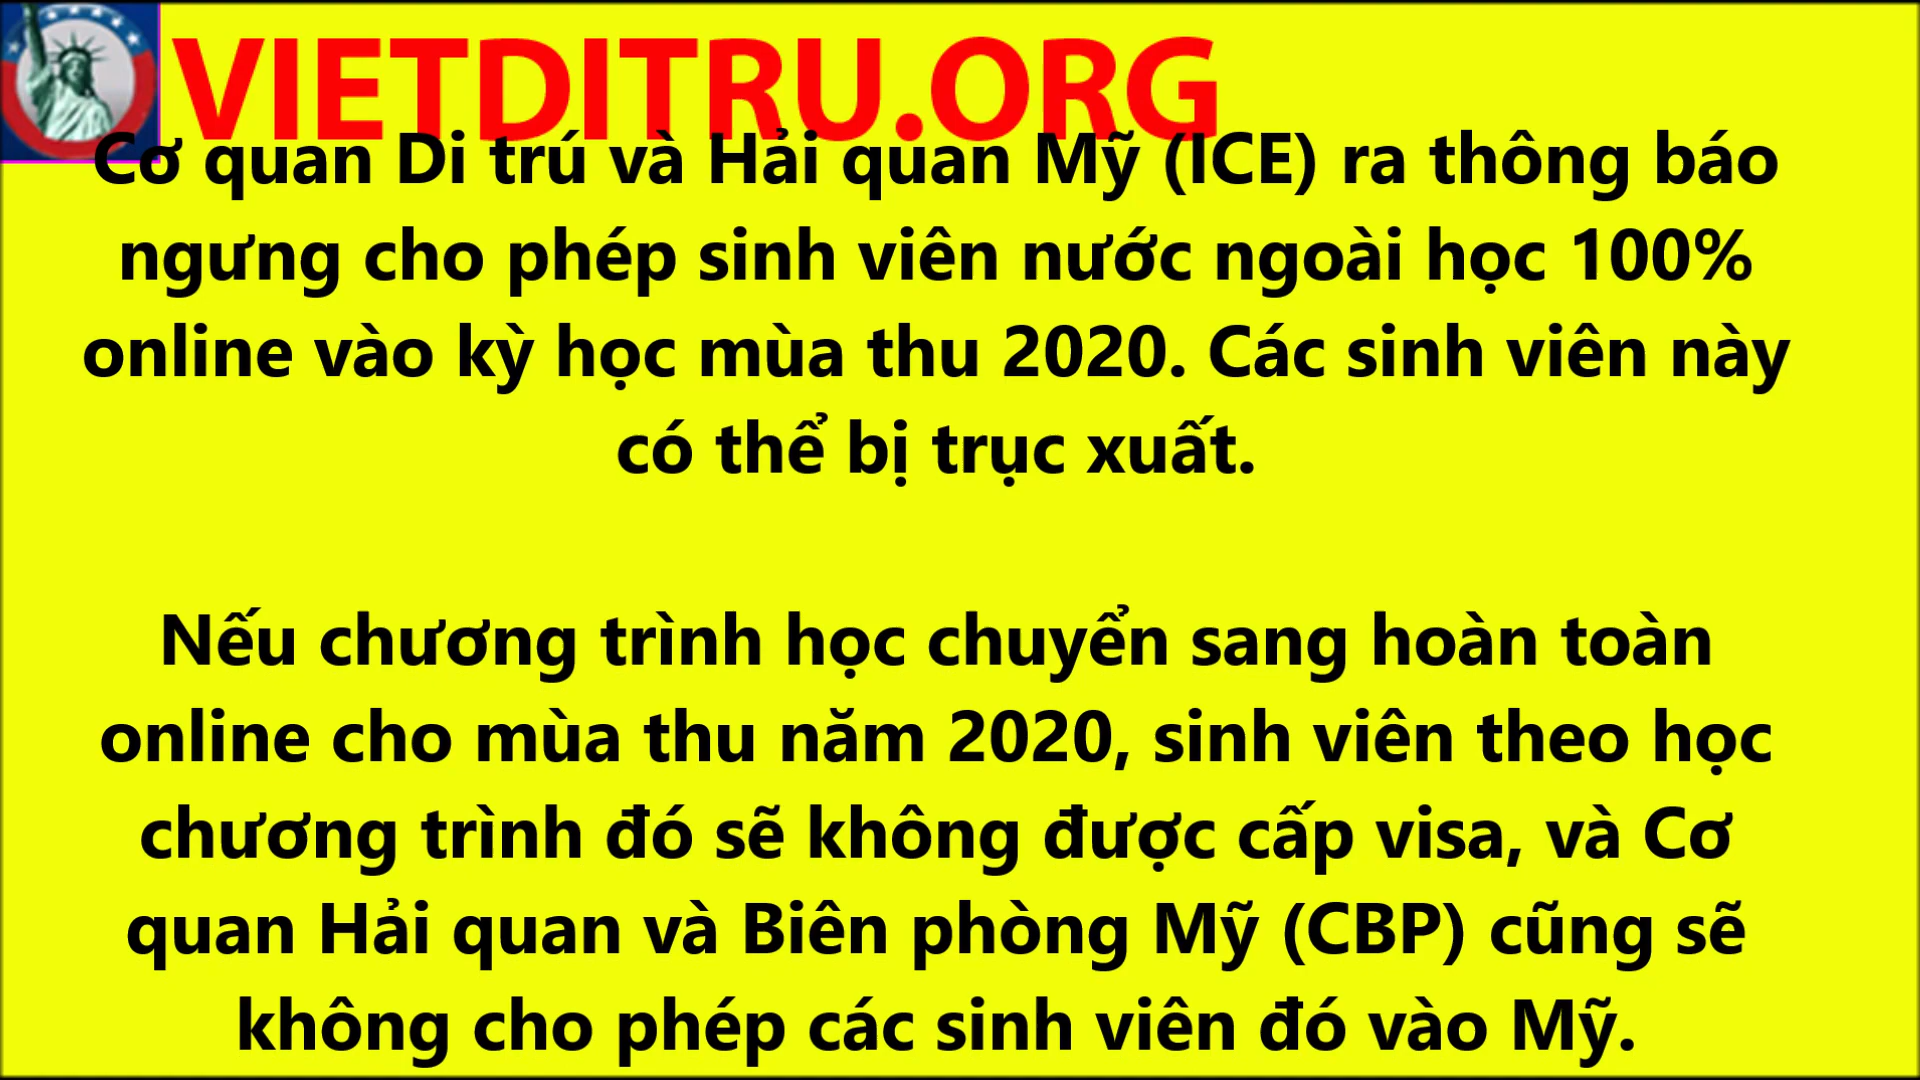 VIETDITRU.ORG
Cơ quan Di trú và Hải quan Mỹ (ICE) ra thông báo
ngưng cho phép sinh viên nước ngoài học 100%
online vào kỳ học mùa thu 2020. Các sinh viên này
có thể bị trục xuất.
Nếu chương trình học chuyển sang hoàn toàn
online cho mùa thu năm 2020, sinh viên theo học
chương trình đó sẽ không được cấp visa, và Cơ
quan Hải quan và Biên phòng Mỹ (CBP) cũng sẽ
không cho phép các sinh viên đó vào Mỹ.